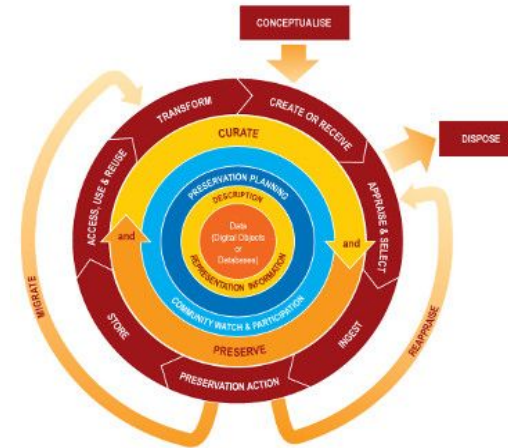 CONCEPTUALISE
CREATE OR RECEIVE
DISPOSE
APPRAISE & SELECT
REAPPRAISE
INGEST
PRESERVATION ACTION
STORE
MIGRATE
ACCESS, USE & REUSE
TRANSFORM
CURATE
and
PRESERVE
and
COMMUNITY WATCH & PARTICIPATION
PRESERVATION PLANNING
DESCRIPTION
REPRESENTATION INFORMATION
Data
(Digital Objects
or
Databases)